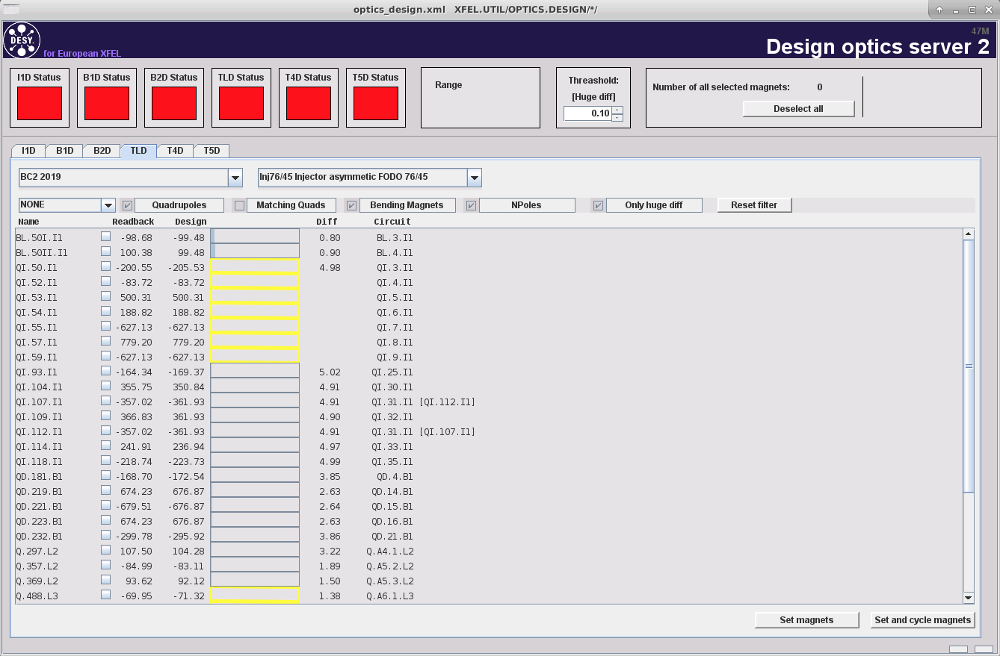 optics_design.xml   XFEL.UTIL/OPTICS.DESIGN/*/
DESY.
for European XFEL
47M
Design optics server 2
I1D Status B1D Status B2D Status TLD Status T4D Status T5D Status
Range
Threashold:
[Huge diff]
0.10
Number of all selected magnets: 0
Deselect all
I1D B1D B2D TLD T4D T5D
BC2 2019 Inj76/45 Injector asymmetic FODO 76/45
NONE Quadrupoles Matching Quads Bending Magnets NPoles Only huge diff Reset filter
Name Readback Design Diff Circuit
BL.50I.I1 -98.68 -99.48 0.80 BL.3.I1
BL.50II.I1 100.38 99.48 0.90 BL.4.I1
QI.50.I1 -200.55 -205.53 4.98 QI.3.I1
QI.52.I1 -83.72 -83.72 QI.4.I1
QI.53.I1 500.31 500.31 QI.5.I1
QI.54.I1 188.82 188.82 QI.6.I1
QI.55.I1 -627.13 -627.13 QI.7.I1
QI.57.I1 779.20 779.20 QI.8.I1
QI.59.I1 -627.13 -627.13 QI.9.I1
QI.93.I1 -164.34 -169.37 5.02 QI.25.I1
QI.104.I1 355.75 350.84 4.91 QI.30.I1
QI.107.I1 -357.02 -361.93 4.91 QI.31.I1 [QI.112.I1]
QI.109.I1 366.83 361.93 4.90 QI.32.I1
QI.112.I1 -357.02 -361.93 4.91 QI.31.I1 [QI.107.I1]
QI.114.I1 241.91 236.94 4.97 QI.33.I1
QI.118.I1 -218.74 -223.73 4.99 QI.35.I1
QD.181.B1 -168.70 -172.54 3.85 QD.4.B1
QD.219.B1 674.23 676.87 2.63 QD.14.B1
QD.221.B1 -679.51 -676.87 2.64 QD.15.B1
QD.223.B1 674.23 676.87 2.63 QD.16.B1
QD.232.B1 -299.78 -295.92 3.86 QD.21.B1
Q.297.L2 107.50 104.28 3.22 Q.A4.1.L2
Q.357.L2 -84.99 -83.11 1.89 Q.A5.2.L2
Q.369.L2 93.62 92.12 1.50 Q.A5.3.L2
Q.488.L3 -69.95 -71.32 1.38 Q.A6.1.L3
Set magnets Set and cycle magnets